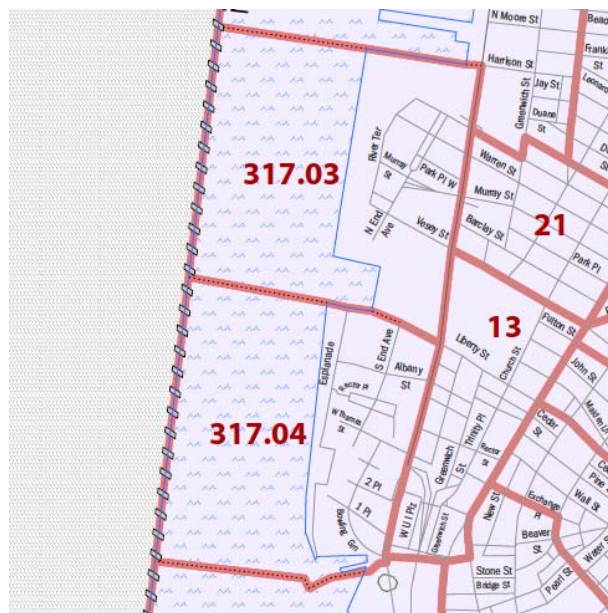 N Moore St
Harrison St
Jay St
Duane
St
Greenwich St
Leonard
St
River Ter
Warren St
Murray
St
Park Pl W
317.03
Murray St
21
N End
Ave
Vesey St
Barclay St
Park Pl
13
Fulton St
Liberty St
Church St
John St
Esplanade
S End Ave
Albany
St
Rector Pl
W Thames
St
317.04
Trinity Pl
Cedar
St
Greenwich
St
Rector
St
Pine
2 Pl
1 Pl
New St
Exchange
Pl
Wall St
Bowling
Grn
W U I Plz
Greenwich St
Beaver
St
Water St
Stone St
Bridge St
Pearl St